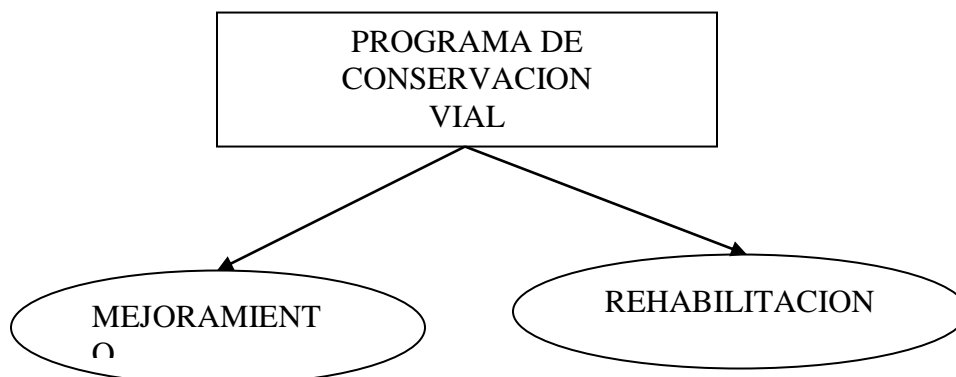 PROGRAMA DE
CONSERVACION
VIAL
MEJORAMIENT
O
REHABILITACION